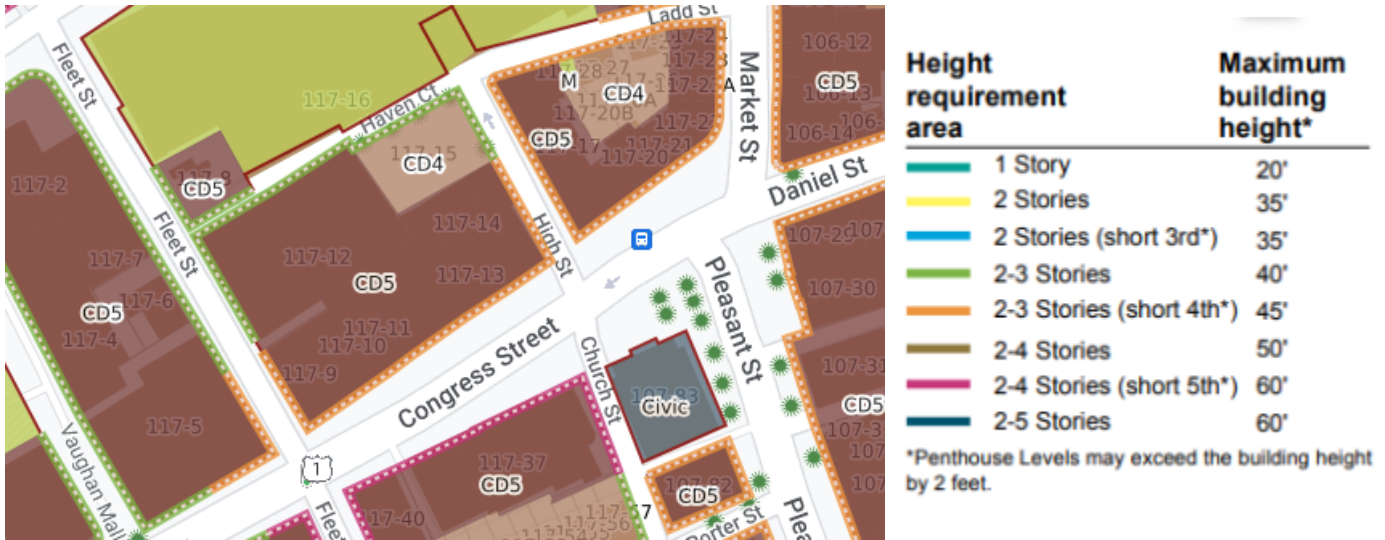 Ladd St
Fleet St
117-24
117-25
106-12
117-23
117-28
27
M
CD5
A
117-16
CD4
106-13
Market St
Haven Ct
117-20B
106-14
CD5
117-21
117-15
117-20
CD4
117-2
117-8
CD5
Daniel St
117-14
High St
Fleet St
107-29
117-7
117-12
117-13
CD5
107-30
117-6
CD5
117-11
Pleasant St
117-4
117-10
Congress Street
Church St
107-31
117-9
107-83
Civic
CD5
117-5
Vaughan Mall
1
117-37
CD5
107-82
CD5
117-40
Fleet
Porter St
Plea
Height
requirement
area
Maximum
building
height*
1 Story 20'
2 Stories 35'
2 Stories (short 3rd*) 35'
2-3 Stories 40'
2-3 Stories (short 4th*) 45'
2-4 Stories 50'
2-4 Stories (short 5th*) 60'
2-5 Stories 60'
*Penthouse Levels may exceed the building height
by 2 feet.